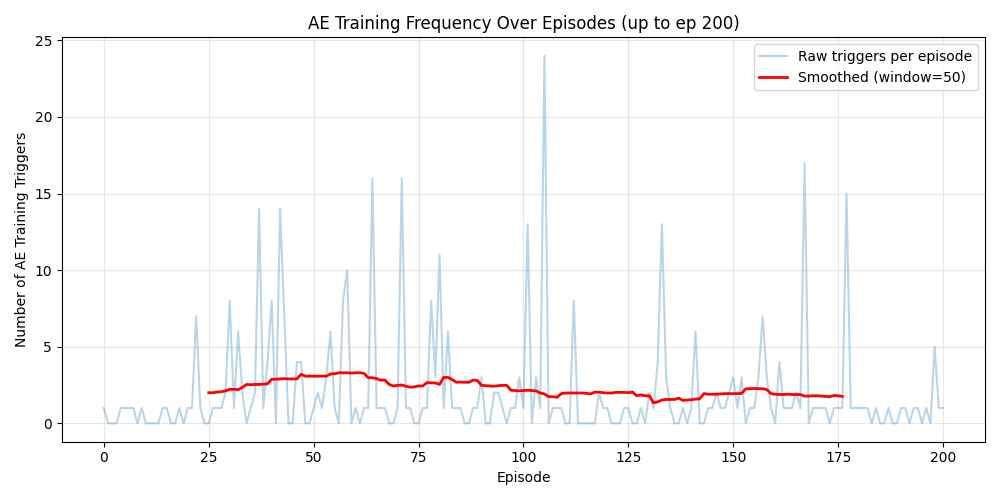 AE Training Frequency Over Episodes (up to ep 200)
Raw triggers per episode
Smoothed (window=50)
Number of AE Training Triggers
25
20
15
10
5
0
0 25 50 75 100 125 150 175 200
Episode